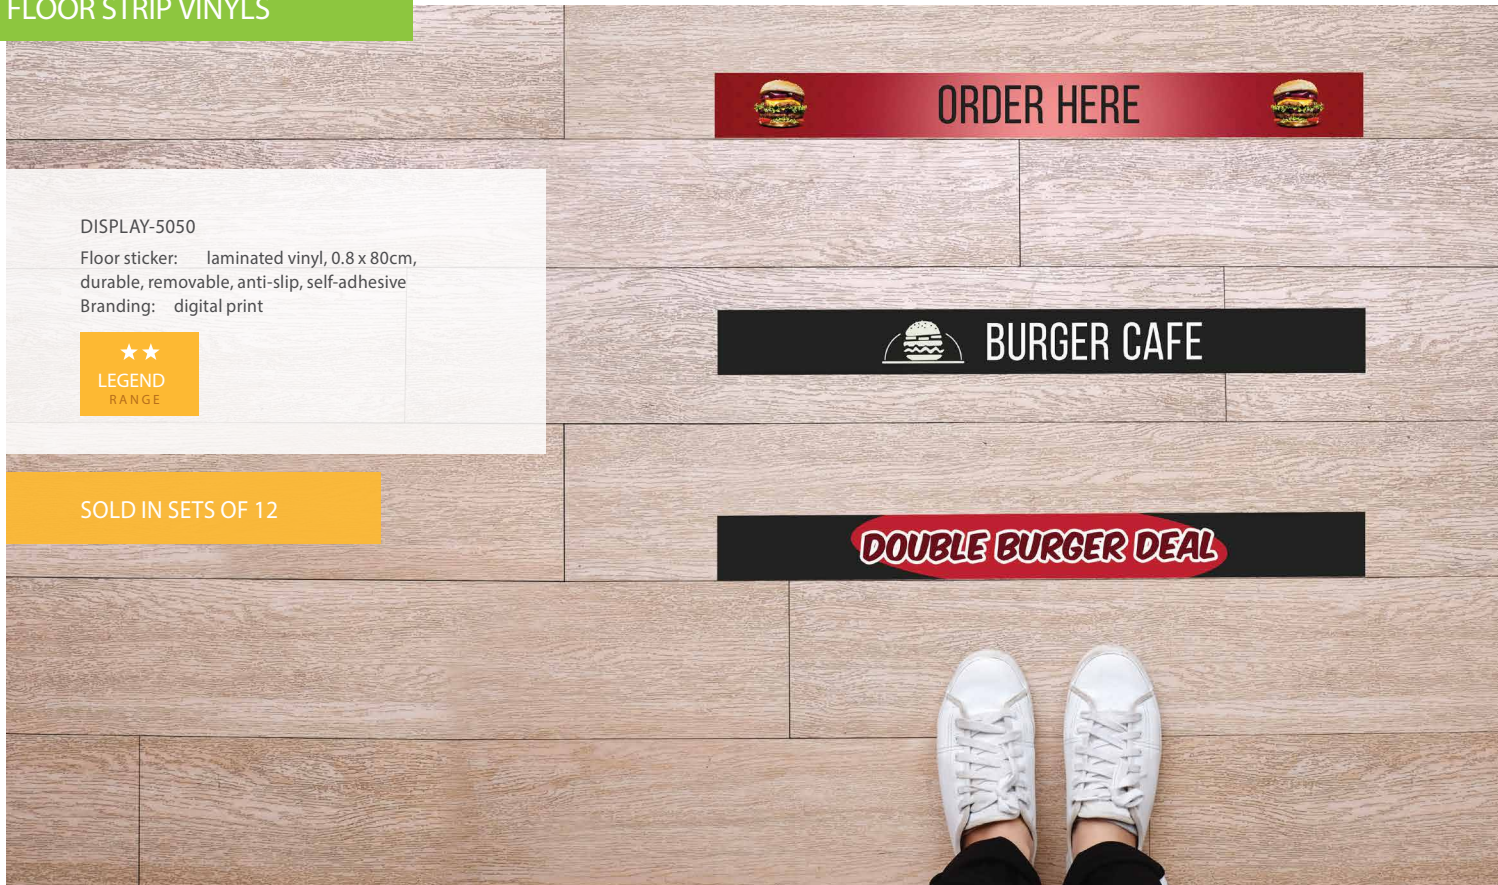 FLOOR STRIP VINYLS
ORDER HERE
DISPLAY-5050
Floor sticker: laminated vinyl, 0.8 x 80cm,
durable, removable, anti-slip, self-adhesive
Branding: digital print
LEGEND
RANGE
BURGER CAFE
SOLD IN SETS OF 12
DOUBLE BURGER DEAL